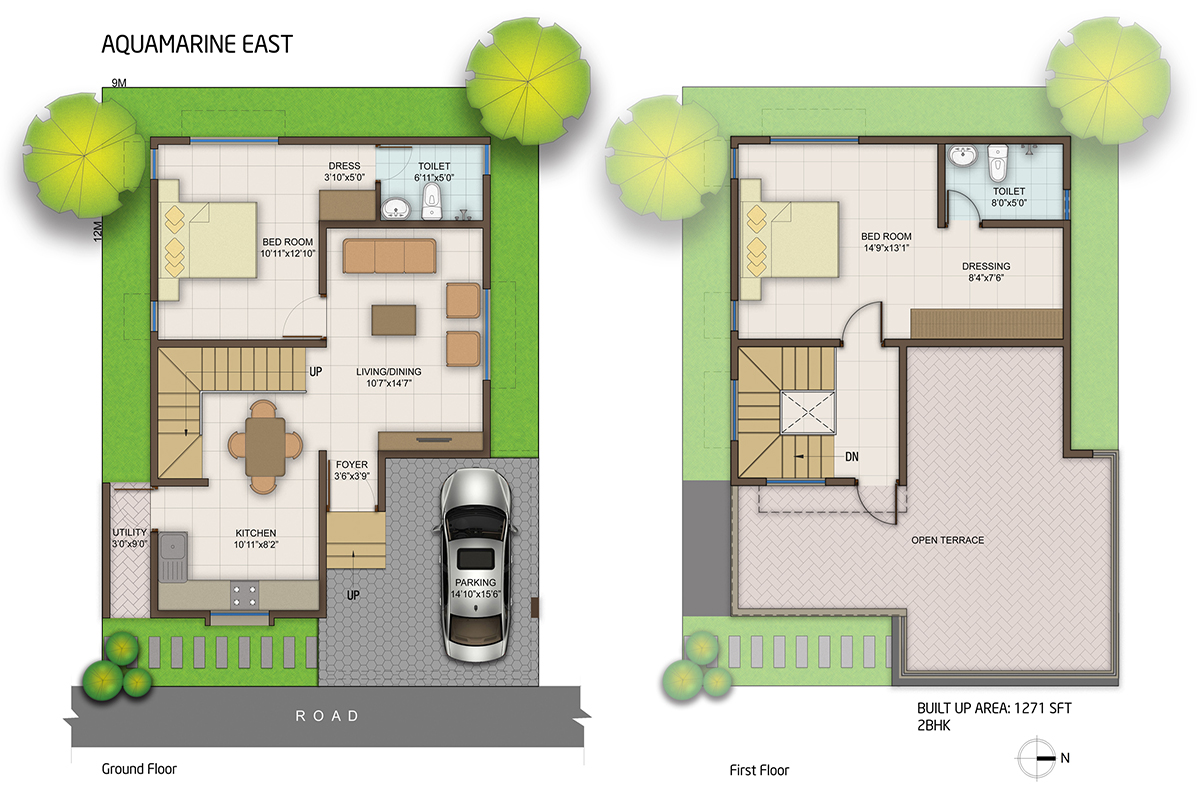 AQUAMARINE EAST
9M
12M
DRESS
3'10"x5'0"
TOILET
6'11"x5'0"
BED ROOM
10'11"x12'10"
UP
LIVING/DINING
10'7"x14'7"
FOYER
3'6"x3'9"
UTILITY
3'0"x9'0"
KITCHEN
10'11"x8'2"
UP
PARKING
14'10"x15'6"
ROAD
Ground Floor
TOILET
8'0"x5'0"
BED ROOM
14'9"x13'1"
DRESSING
8'4"x7'6"
DN
OPEN TERRACE
BUILT UP AREA: 1271 SFT
2BHK
N
First Floor